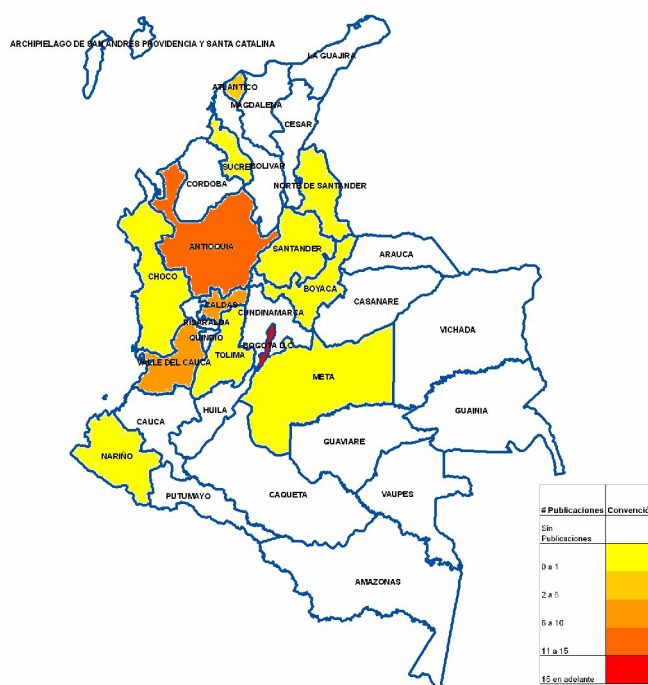 ARCHIPIELAGO DE SAN ANDRES PROVIDENCIA Y SANTA CATALINA
LA GUAJIRA
ATLANTICO
MAGDALENA
CESAR
SUCRE
BOLIVAR
NORTE DE SANTANDER
CORDOBA
ANTIOQUIA
SANTANDER
ARAUCA
CHOCO
BOYACA
CASANARE
CALDAS
CUNDINAMARCA
RISARALDA
VICHADA
QUINDIO
BOGOTA D.C.
TOLIMA
VALLE DEL CAUCA
META
HUILA
GUAINIA
CAUCA
GUAVIARE
NARIÑO
PUTUMAYO
CAQUETA
VAUPES
AMAZONAS
# Publicaciones Convenció
Sin
Publicaciones
0 a 1
2 a 5
6 a 10
11 a 15
15 en adelante